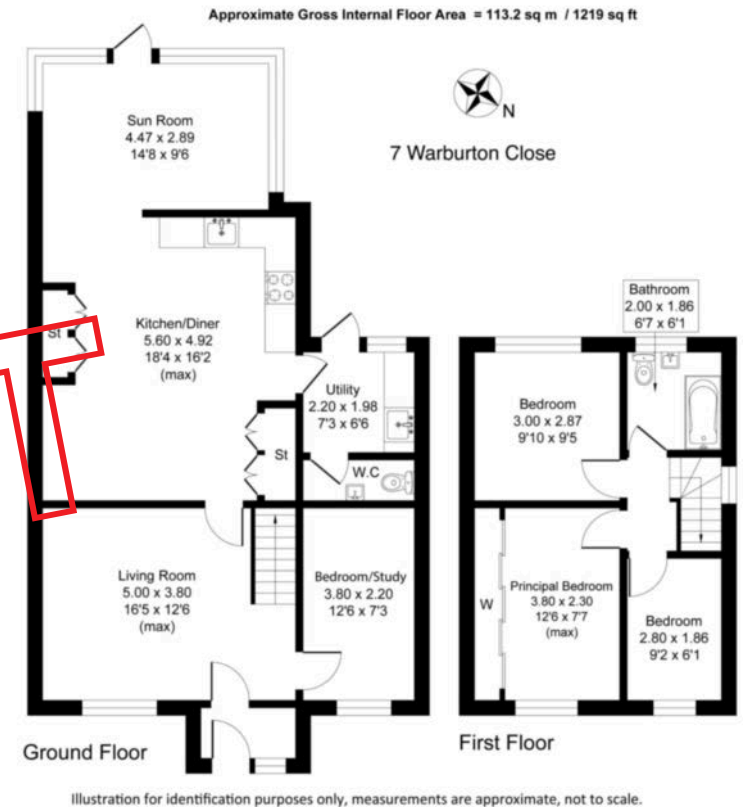 Approximate Gross Internal Floor Area = 113.2 sq m / 1219 sq ft
N
7 Warburton Close
Sun Room
4.47 x 2.89
14'8 x 9'6
St
Kitchen/Diner
5.60 x 4.92
18'4 x 16'2
(max)
Utility
2.20 x 1.98
7'3 x 6'6
St
W.C
Living Room
5.00 x 3.80
16'5 x 12'6
(max)
Bedroom/Study
3.80 x 2.20
12'6 x 7'3
Ground Floor
Bathroom
2.00 x 1.86
6'7 x 6'1
Bedroom
3.00 x 2.87
9'10 x 9'5
W
Principal Bedroom
3.80 x 2.30
12'6 x 7'7
(max)
Bedroom
2.80 x 1.86
9'2 x 6'1
First Floor
Illustration for identification purposes only, measurements are approximate, not to scale.